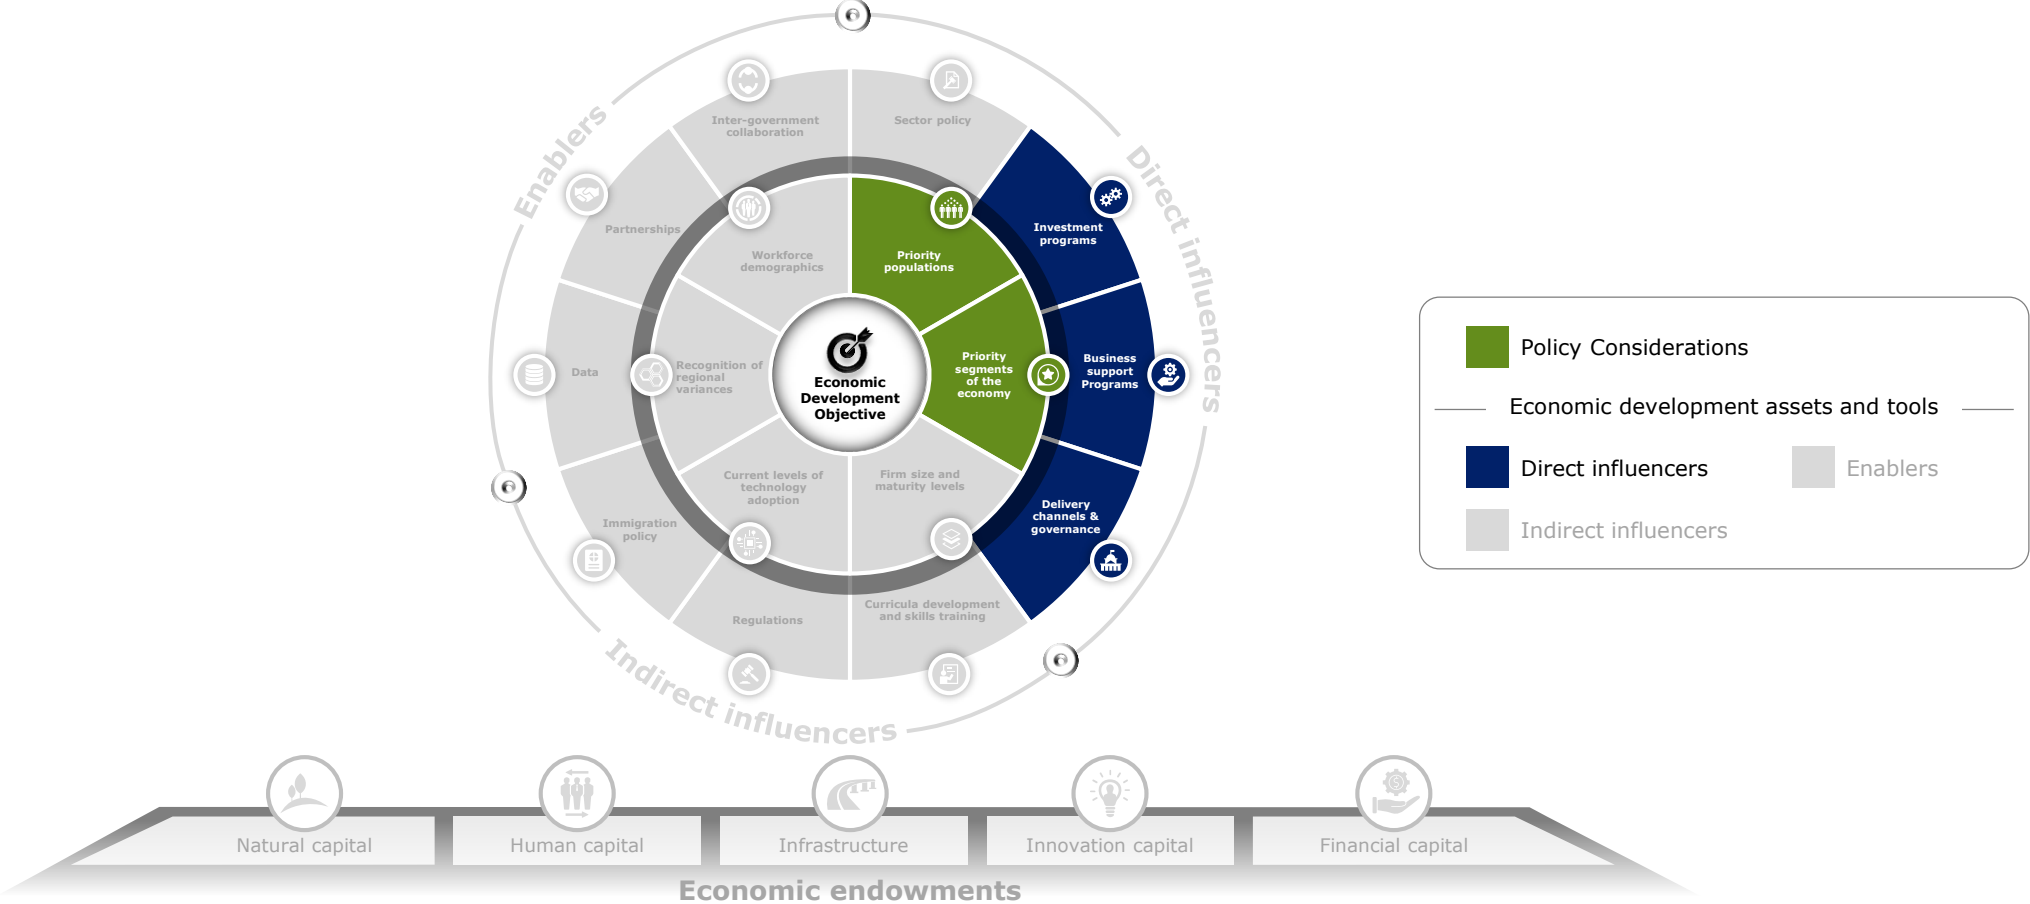 Enablers
Direct influencers
Indirect influencers
Inter-government
collaboration
Sector policy
Partnerships
Investment
programs
Workforce
demographics
Priority
populations
Data
Recognition of
regional
variances
Economic
Development
Objective
Priority
segments
of the
economy
Business
support
Programs
Current levels of
technology
adoption
Firm size and
maturity levels
Immigration
policy
Delivery
channels &
governance
Regulations
Curricula development
and skills training
Policy Considerations
Economic development assets and tools
Direct influencers
Enablers
Indirect influencers
Natural capital
Human capital
Infrastructure
Innovation capital
Financial capital
Economic endowments